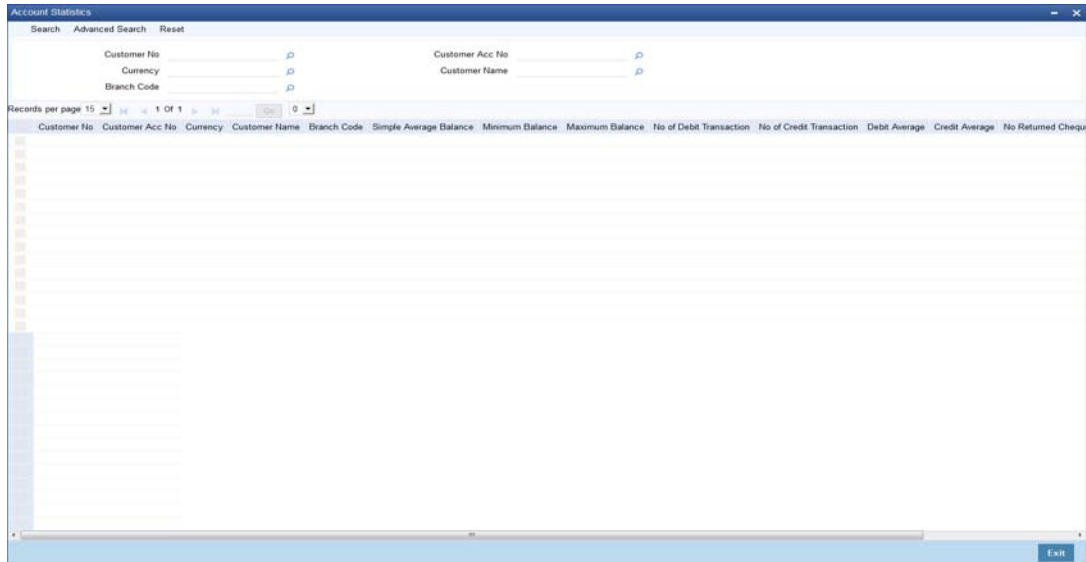 Account Statistics
Search Advanced Search Reset
Customer No Customer Acc No
Currency Customer Name
Branch Code
Records per page 15 1 Of 1 Go 0
Customer No Customer Acc No Currency Customer Name Branch Code Simple Average Balance Minimum Balance Maximum Balance No of Debit Transaction No of Credit Transaction Debit Average Credit Average No Returned Chequ
Exit